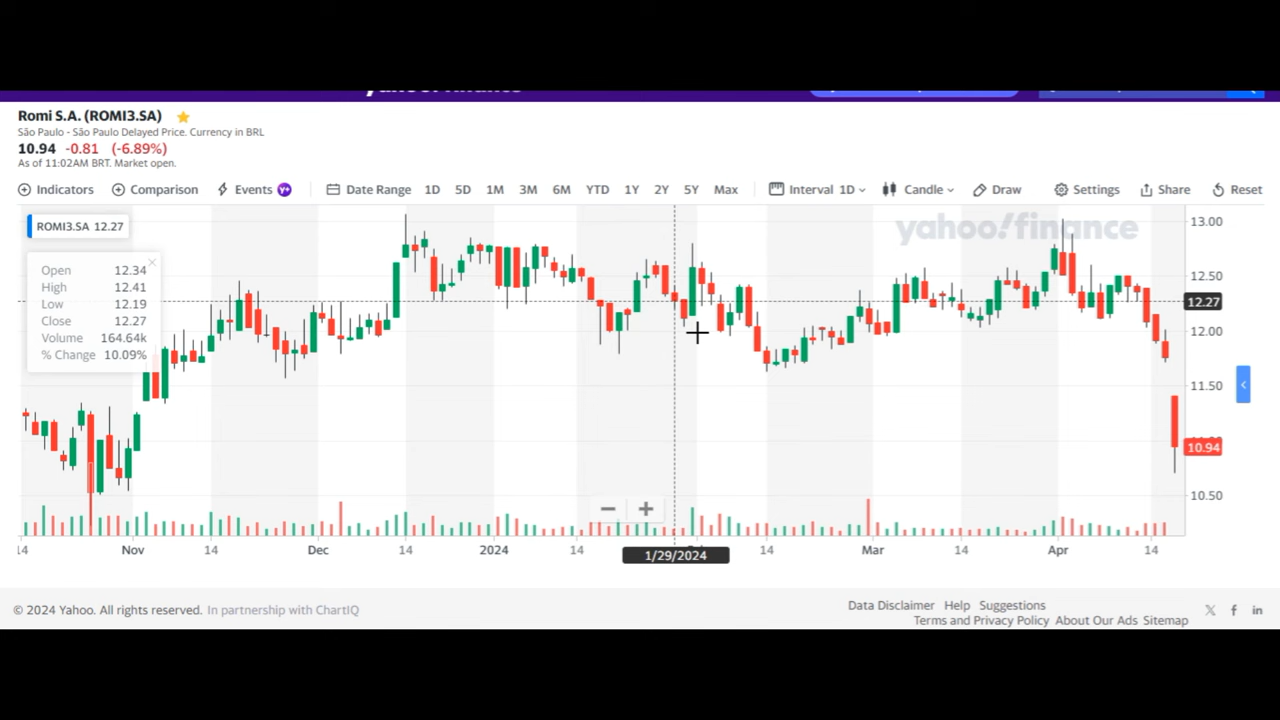 Romi S.A. (ROMI3.SA)
São Paulo - São Paulo Delayed Price. Currency in BRL
10.94 -0.81 (-6.89%)
As of 11:02AM BRT. Market open.
Indicators Comparison Events Y+ Date Range 1D 5D 1M 3M 6M YTD 1Y 2Y 5Y Max Interval 1D Candle Draw Settings Share Reset
ROMI3.SA 12.27
yahoo!finance
13.00
Open 12.34
High 12.41
Low 12.19
Close 12.27
Volume 164.64k
% Change 10.09%
12.50
12.27
12.00
11.50
10.94
10.50
14 Nov 14 Dec 14 2024 14 14 Mar 14 Apr 14
1/29/2024
© 2024 Yahoo. All rights reserved. In partnership with ChartIQ
Data Disclaimer Help Suggestions
Terms and Privacy Policy About Our Ads Sitemap